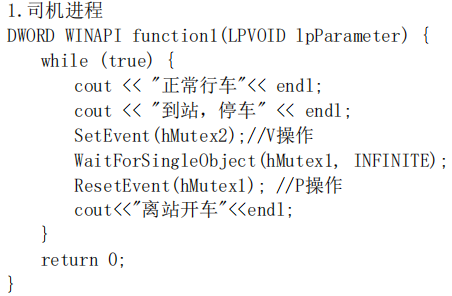 1.司机进程
DWORD WINAPI function1(LPVOID lpParameter) {
while (true) {
cout << "正常行车"<< endl;
cout << "到站，停车" << endl;
SetEvent(hMutex2);//V操作
WaitForSingleObject(hMutex1, INFINITE);
ResetEvent(hMutex1); //P操作
cout<<"离站开车"<<endl;
}
return 0;
}